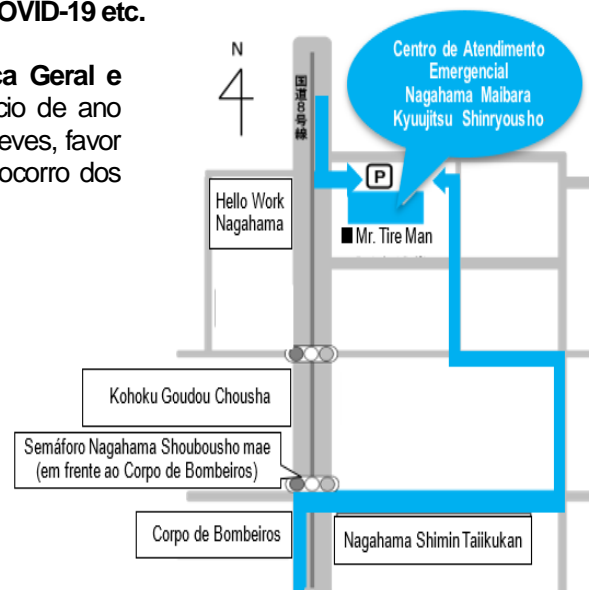 OVID-19 etc.
ca Geral e
cio de ano
eves, favor
ocorro dos
N
国道8号線
Centro de Atendimento
Emergencial
Nagahama Maibara
Kyuujitsu Shinryousho
P
Hello Work
Nagahama
Mr. Tire Man
Kohoku Goudou Chousha
Semáforo Nagahama Shoubousho mae
(em frente ao Corpo de Bombeiros)
Corpo de Bombeiros
Nagahama Shimin Taiikukan